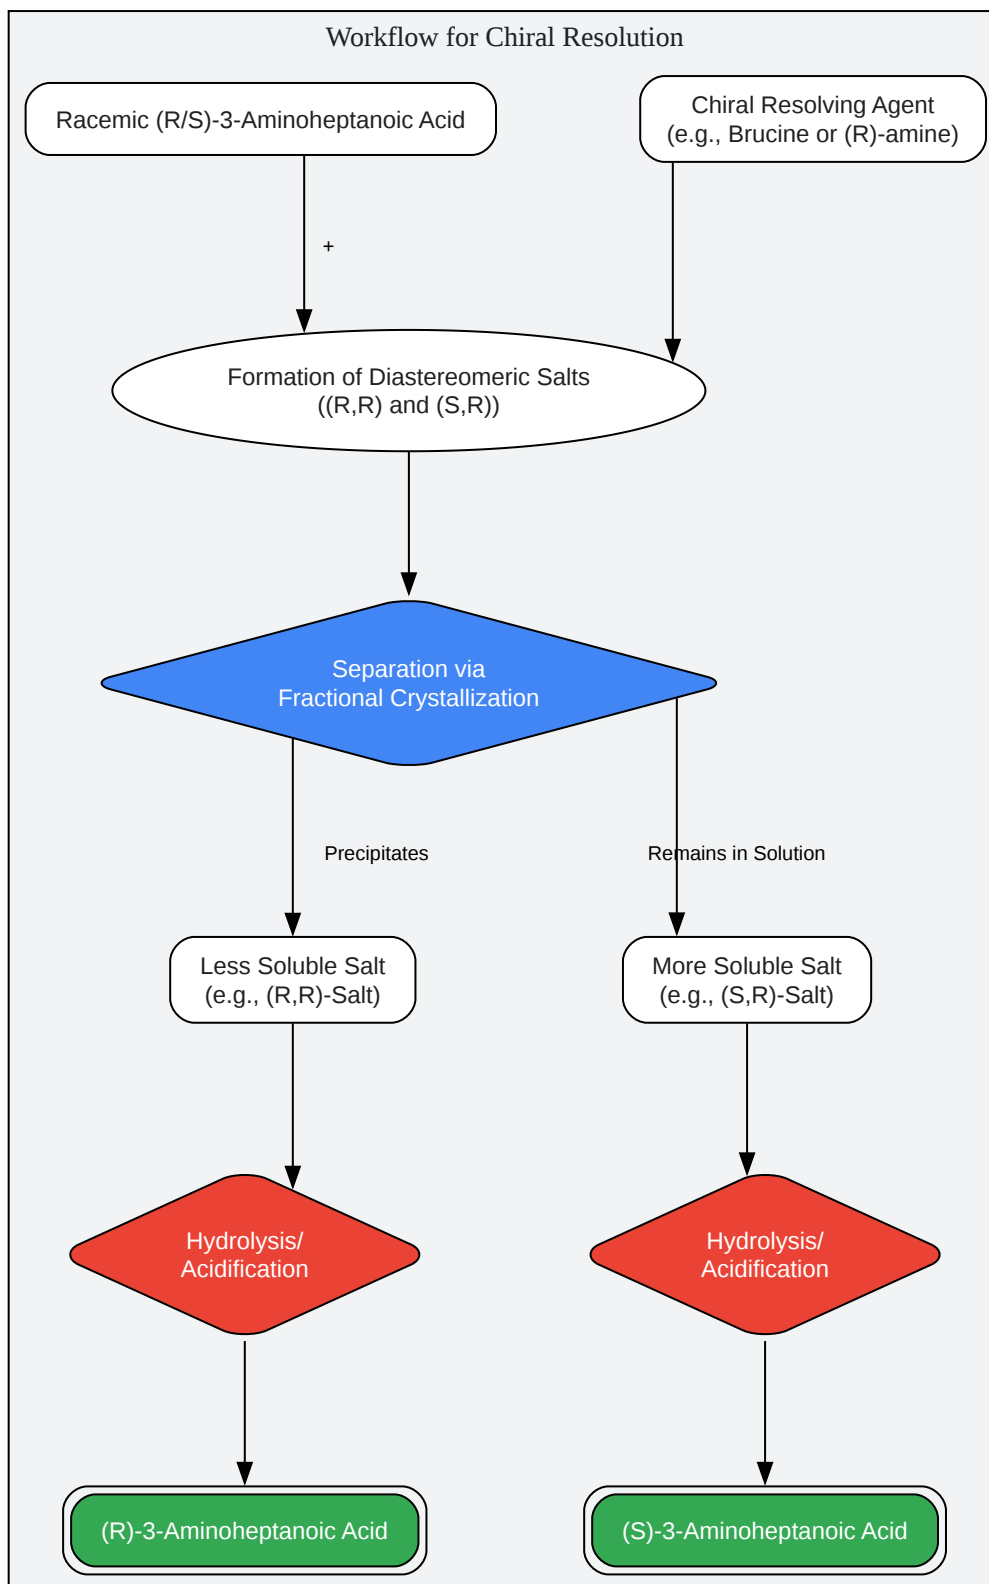 Workflow for Chiral Resolution
Racemic (R/S)-3-Aminoheptanoic Acid
Chiral Resolving Agent
(e.g., Brucine or (R)-amine)
+
Formation of Diastereomeric Salts
((R,R) and (S,R))
Separation via
Fractional Crystallization
Precipitates
Remains in Solution
Less Soluble Salt
(e.g., (R,R)-Salt)
More Soluble Salt
(e.g., (S,R)-Salt)
Hydrolysis/
Acidification
Hydrolysis/
Acidification
(R)-3-Aminoheptanoic Acid
(S)-3-Aminoheptanoic Acid